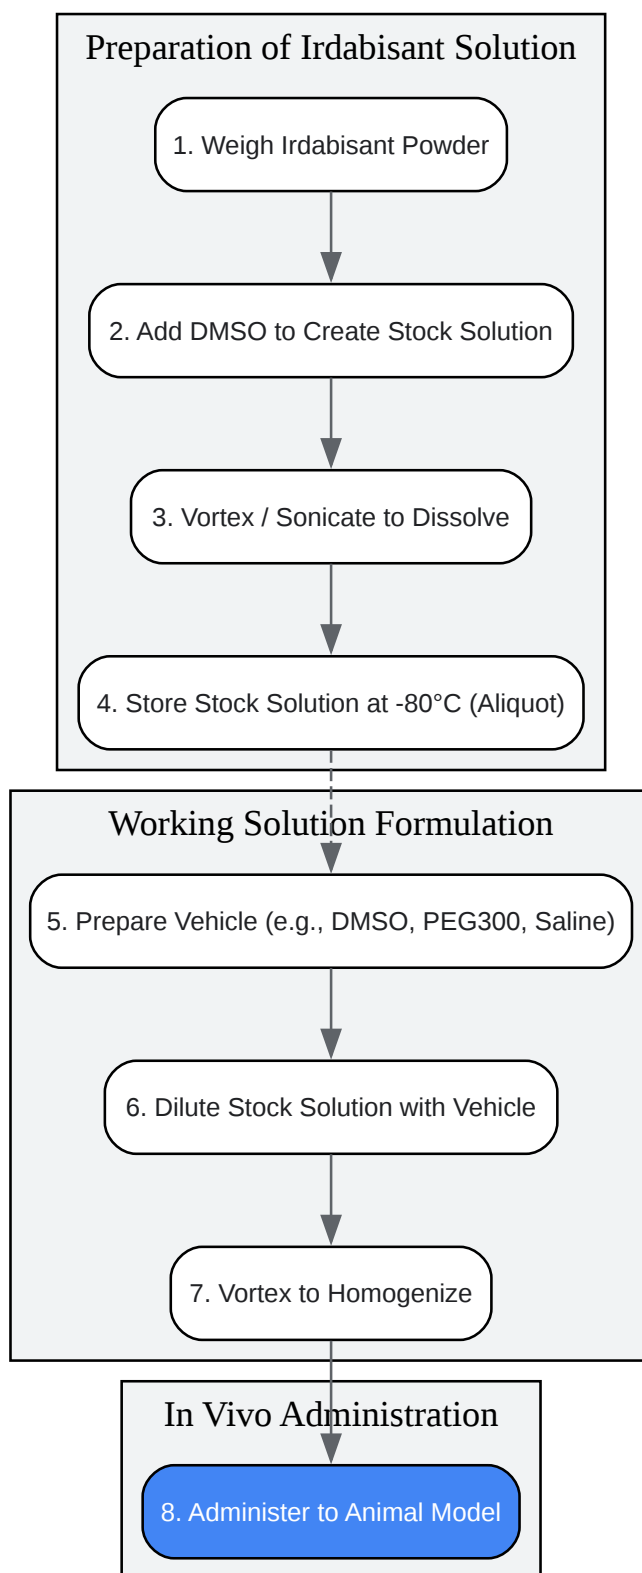 Preparation of Irdabisant Solution
1. Weigh Irdabisant Powder
2. Add DMSO to Create Stock Solution
3. Vortex / Sonicate to Dissolve
4. Store Stock Solution at -80°C (Aliquot)
Working Solution Formulation
5. Prepare Vehicle (e.g., DMSO, PEG300, Saline)
6. Dilute Stock Solution with Vehicle
7. Vortex to Homogenize
In Vivo Administration
8. Administer to Animal Model